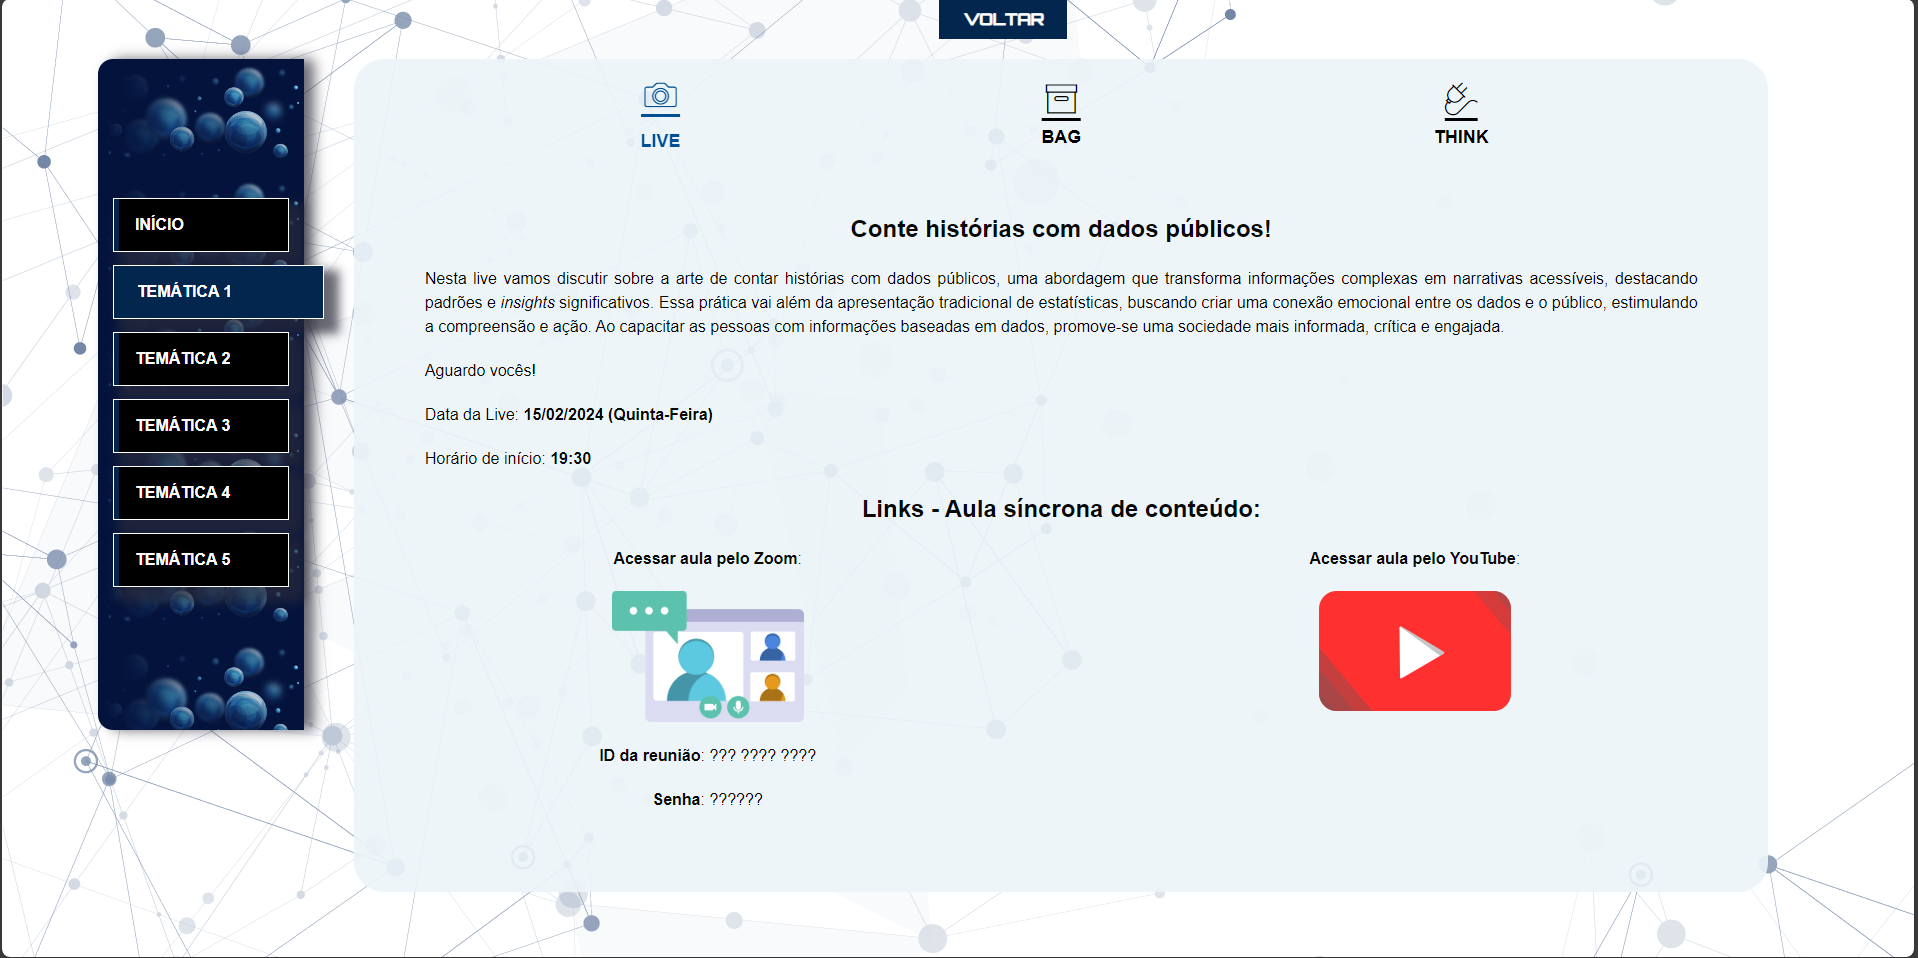 VOLTAR
INÍCIO
TEMÁTICA 1
TEMÁTICA 2
TEMÁTICA 3
TEMÁTICA 4
TEMÁTICA 5
LIVE
BAG
THINK
Conte histórias com dados públicos!
Nesta live vamos discutir sobre a arte de contar histórias com dados públicos, uma abordagem que transforma informações complexas em narrativas acessíveis, destacando
padrões e insights significativos. Essa prática vai além da apresentação tradicional de estatísticas, buscando criar uma conexão emocional entre os dados e o público, estimulando
a compreensão e ação. Ao capacitar as pessoas com informações baseadas em dados, promove-se uma sociedade mais informada, crítica e engajada.
Aguardo vocês!
Data da Live: 15/02/2024 (Quinta-Feira)
Horário de início: 19:30
Links - Aula síncrona de conteúdo:
Acessar aula pelo Zoom:
ID da reunião: ??? ???? ????
Senha: ??????
Acessar aula pelo YouTube: